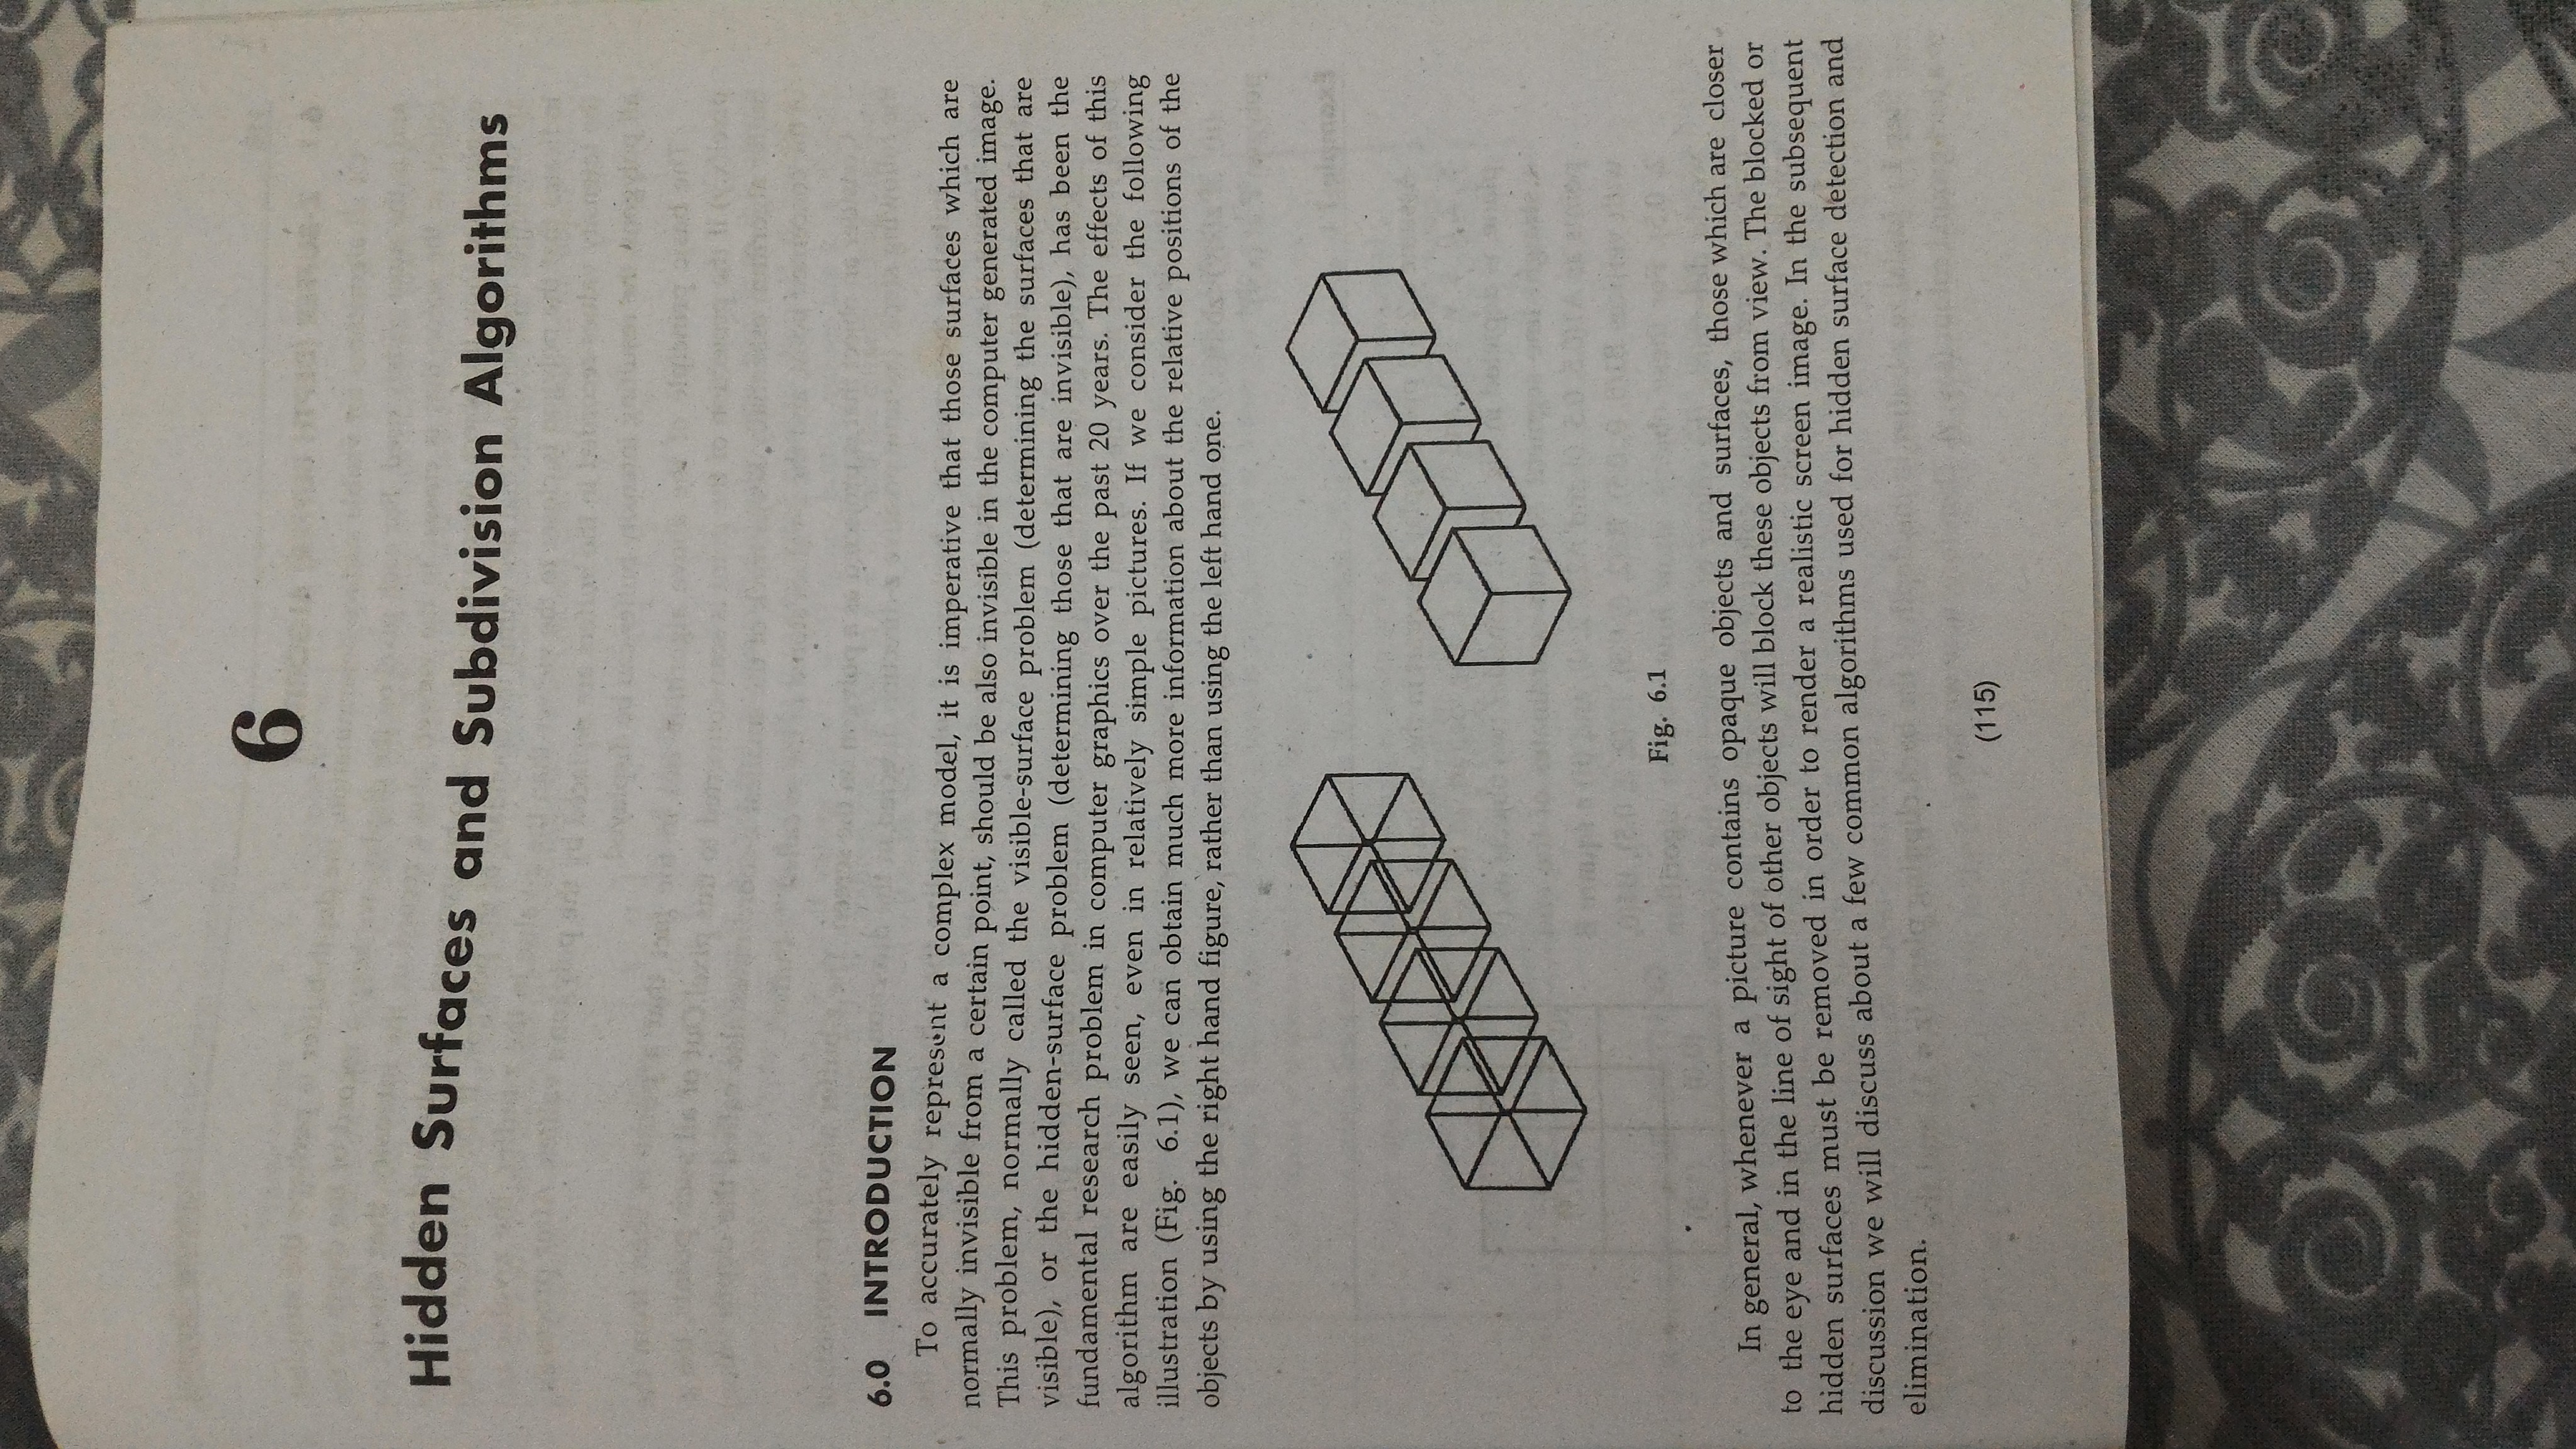 6
Hidden Surfaces and Subdivision Algorithms
6.0 INTRODUCTION
To accurately represent a complex model, it is imperative that those surfaces which are
normally invisible from a certain point, should be also invisible in the computer generated image.
This problem, normally called the visible-surface problem (determining the surfaces that are
visible), or the hidden-surface problem (determining those that are invisible), has been the
fundamental research problem in computer graphics over the past 20 years. The effects of this
algorithm are easily seen, even in relatively simple pictures. If we consider the following
illustration (Fig. 6.1), we can obtain much more information about the relative positions of the
objects by using the right hand figure, rather than using the left hand one.
Fig. 6.1
In general, whenever a picture contains opaque objects and surfaces, those which are closer
to the eye and in the line of sight of other objects will block these objects from view. The blocked or
hidden surfaces must be removed in order to render a realistic screen image. In the subsequent
discussion we will discuss about a few common algorithms used for hidden surface detection and
elimination.
(115)